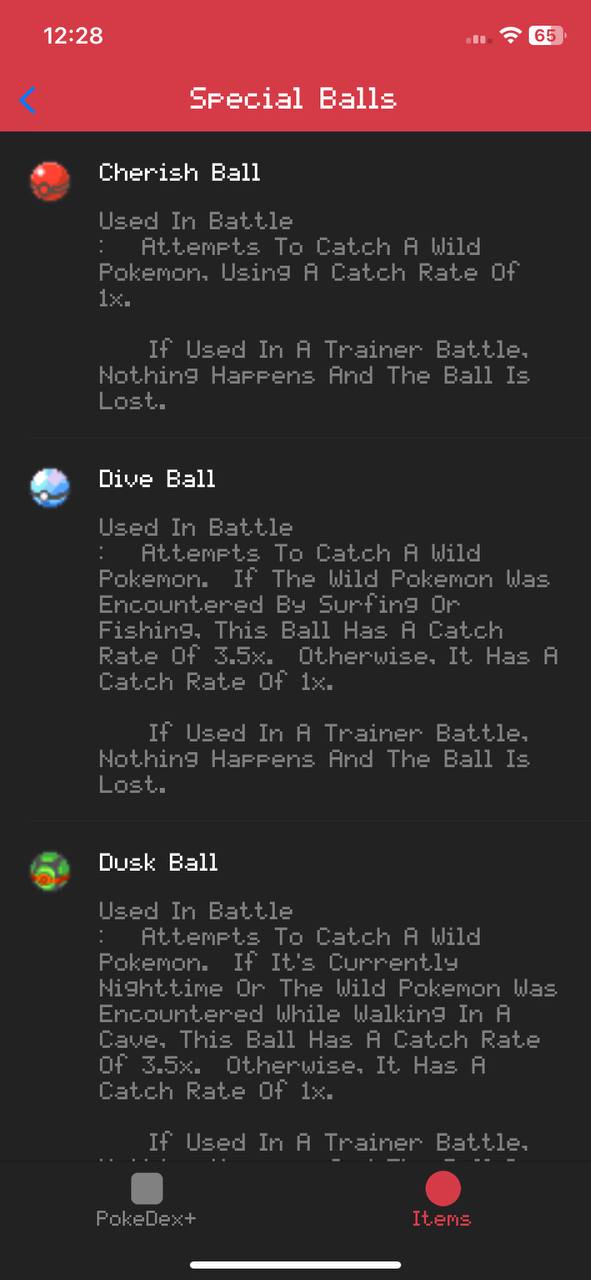 12:28
65
Special Balls
Cherish Ball
Used In Battle
:   Attempts To Catch A Wild
Pokemon, Using A Catch Rate Of
1x.
If Used In A Trainer Battle,
Nothing Happens And The Ball Is
Lost.
Dive Ball
Used In Battle
:   Attempts To Catch A Wild
Pokemon.  If The Wild Pokemon Was
Encountered By Surfing Or
Fishing, This Ball Has A Catch
Rate Of 3.5x.  Otherwise, It Has A
Catch Rate Of 1x.
If Used In A Trainer Battle,
Nothing Happens And The Ball Is
Lost.
Dusk Ball
Used In Battle
:   Attempts To Catch A Wild
Pokemon.  If It's Currently
Nighttime Or The Wild Pokemon Was
Encountered While Walking In A
Cave, This Ball Has A Catch Rate
Of 3.5x.  Otherwise, It Has A
Catch Rate Of 1x.
If Used In A Trainer Battle,
PokeDex+
Items